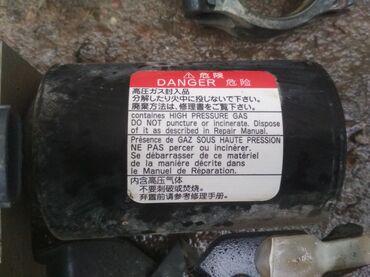 ⚠危険
DANGER 危险
高圧ガス封入品
分解したり火中に投じないで下さい。
廃棄方法は、修理書をご覧下さい。
containes HIGH PRESSURE GAS
DO NOT puncture or incinerate. Dispose
of it as described in Repair Manual.
Présence de GAZ SOUS HAUTE PRESSION
NE PAS percer ou incinérer.
Se débarrasser de ce matériel
de la manière décrite dans
le Manuel de Réparation.
内含高压气体
不要刺破或焚烧。
弃置前请参考修理手册。